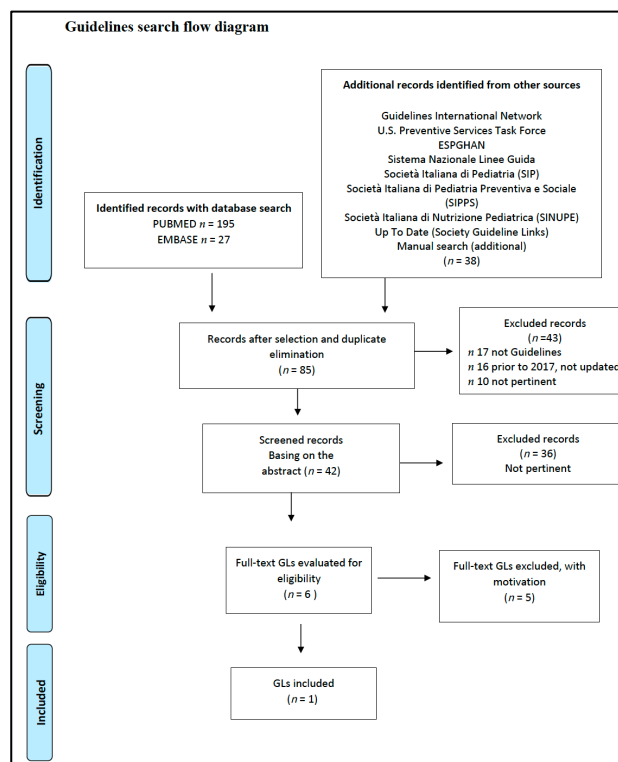 Guidelines search flow diagram
Identification
Identified records with database search
PUBMED n = 195
EMBASE n = 27
Additional records identified from other sources
Guidelines International Network
U.S. Preventive Services Task Force
ESPGHAN
Sistema Nazionale Linee Guida
Società Italiana di Pediatria (SIP)
Società Italiana di Pediatria Preventiva e Sociale
(SIPPS)
Società Italiana di Nutrizione Pediatrica (SINUPE)
Up To Date (Society Guideline Links)
Manual search (additional)
(n = 38)
Screening
Records after selection and duplicate
elimination
(n = 85)
Excluded records
(n =43)
n 17 not Guidelines
n 16 prior to 2017, not updated
n 10 not pertinent
Screened records
Basing on the
abstract (n = 42)
Excluded records
(n = 36)
Not pertinent
Eligibility
Full-text GLs evaluated for
eligibility
(n = 6 )
Full-text GLs excluded, with
motivation
(n = 5)
Included
GLs included
(n = 1)